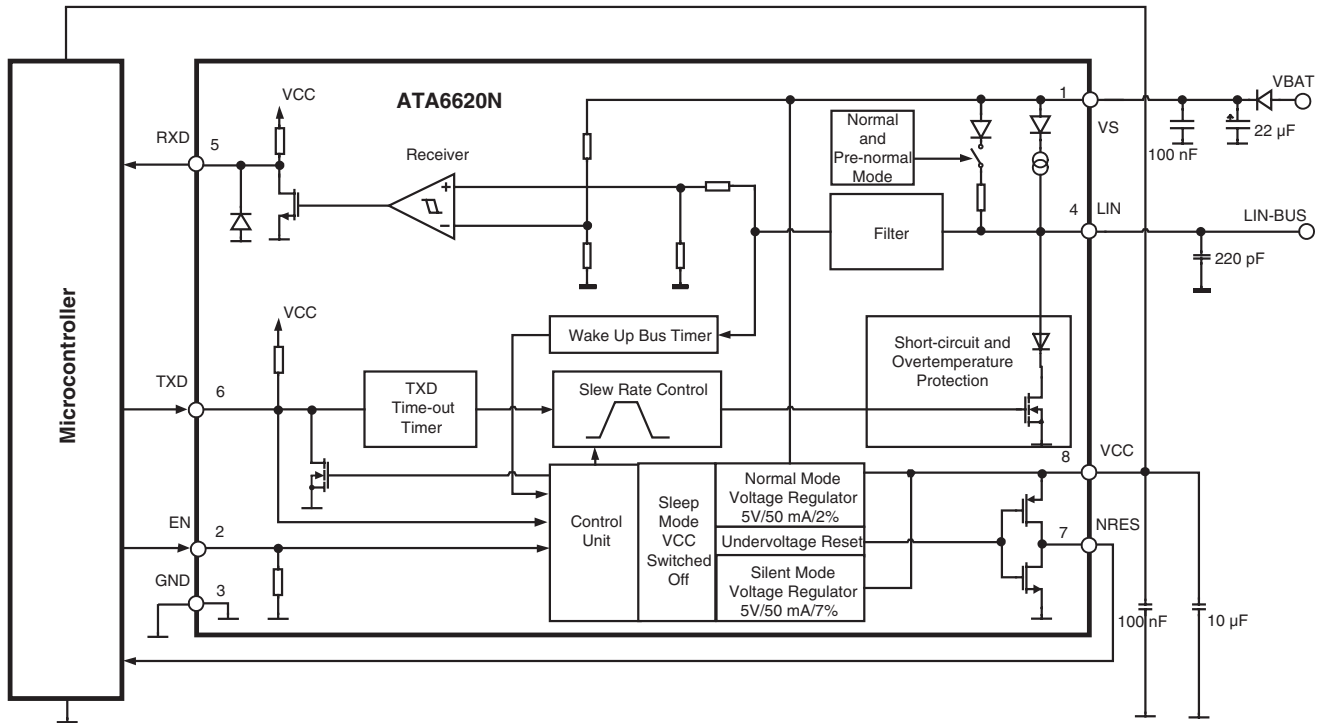 ATA6620N
VCC
RXD
5
Receiver
+
−
Normal
and
Pre-normal
Mode
1
VS
VBAT
100 nF
+
22 µF
4
LIN
LIN-BUS
Filter
220 pF
Microcontroller
VCC
Wake Up Bus Timer
Short-circuit and
Overtemperature
Protection
TXD
6
TXD
Time-out
Timer
Slew Rate Control
8
VCC
EN
2
Control
Unit
Sleep
Mode
VCC
Switched
Off
Normal Mode
Voltage Regulator
5V/50 mA/2%
Undervoltage Reset
Silent Mode
Voltage Regulator
5V/50 mA/7%
7
NRES
GND
3
100 nF
10 µF